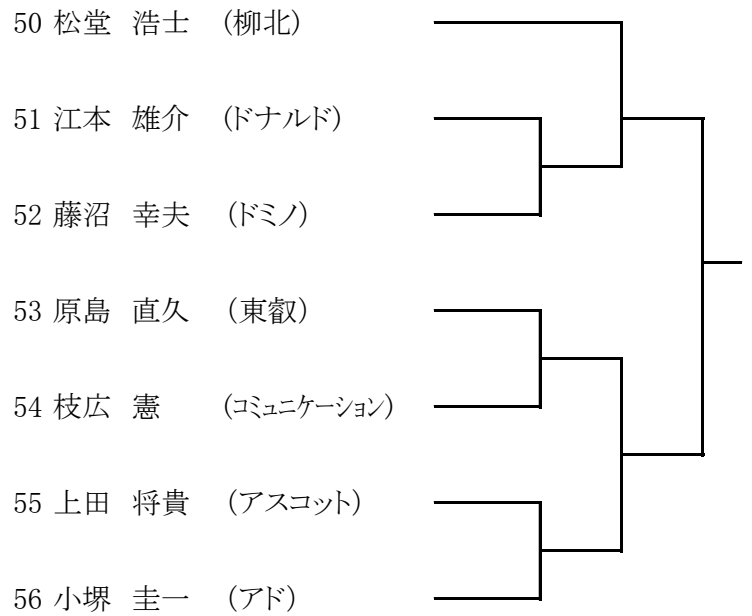 50 松堂 浩士 (柳北)
51 江本 雄介 (ドナルド)
52 藤沼 幸夫 (ドミノ)
53 原島 直久 (東叡)
54 枝広 憲 (コミュニケーション)
55 上田 将貴 (アスコット)
56 小堺 圭一 (アド)